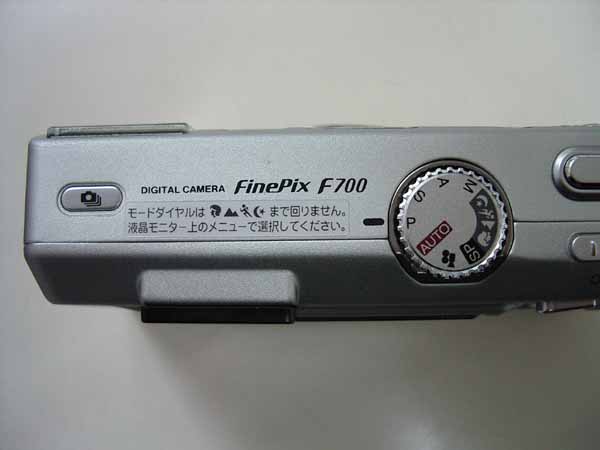 DIGITAL CAMERA FinePix F700
モードダイヤルは まで回りません。
液晶モニター上のメニューで選択してください。
M
A
S
P
AUTO
SP